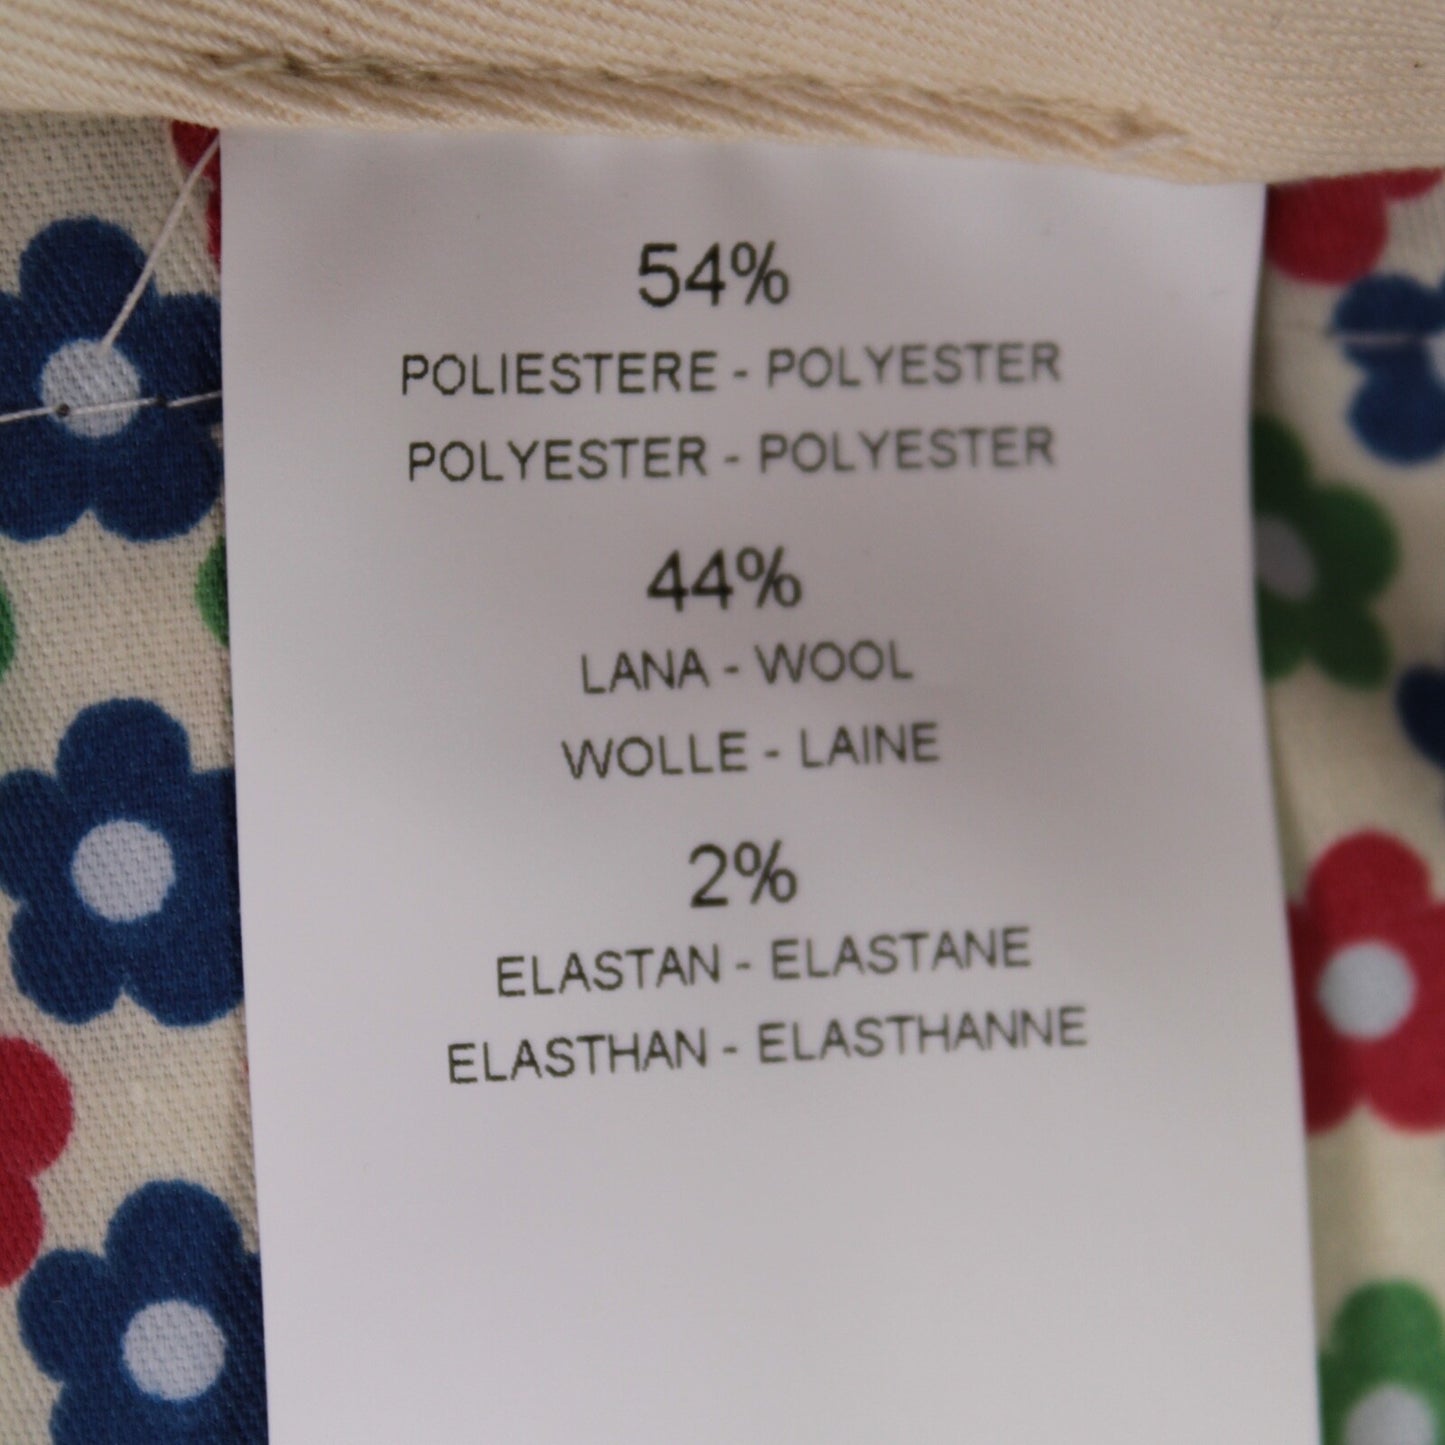 54%
POLIESTERE - POLYESTER
POLYESTER - POLYESTER
44%
LANA - WOOL
WOLLE - LAINE
2%
ELASTAN - ELASTANE
ELASTHAN - ELASTHANNE